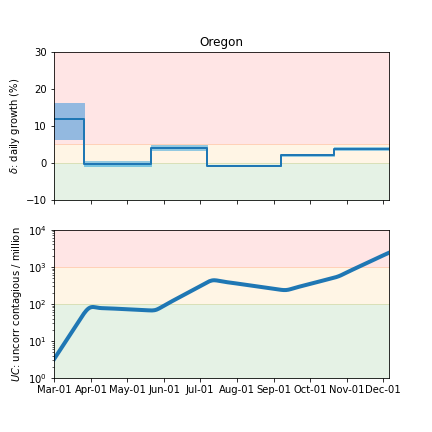 Oregon
30
20
10
0
−10
δ: daily growth (%)
10⁴
10³
10²
10¹
10⁰
UC: uncorr contagious / million
Mar-01 Apr-01 May-01 Jun-01 Jul-01 Aug-01 Sep-01 Oct-01 Nov-01 Dec-01